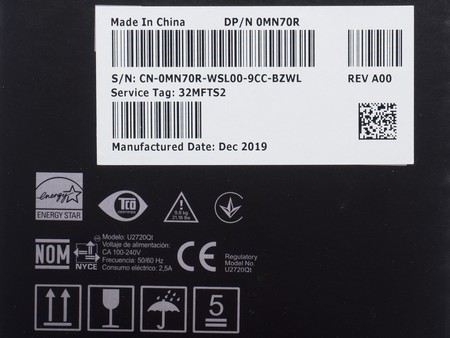 Made In China DP/N 0MN70R
S/N: CN-0MN70R-WSL00-9CC-BZWL REV A00
Service Tag: 32MFTS2
Manufactured Date: Dec 2019
energy
ENERGY STAR
TCO
NOM
NYCE
Modelo: U2720Qt
Voltaje de alimentación:
CA 100-240V
Frecuencia: 50/60 Hz
Consumo eléctrico: 2,5A
CE
Regulatory
Model No.
U2720Qt
5